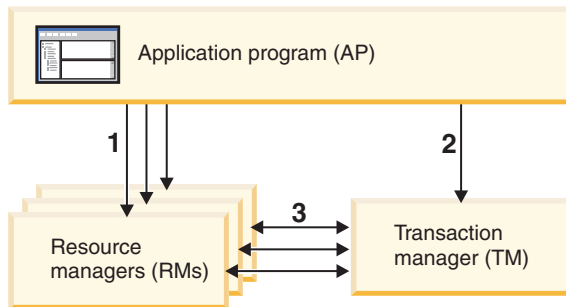 Application program (AP)
1
2
3
Resource
managers (RMs)
Transaction
manager (TM)